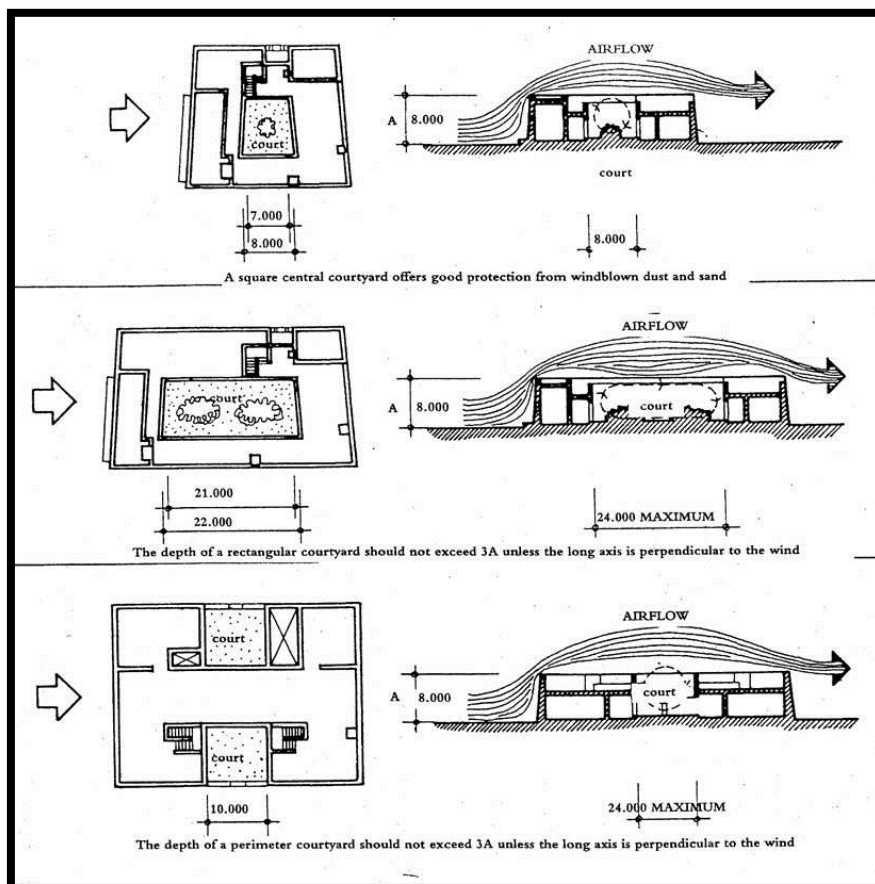 AIRFLOW
A 8.000
court
court
7.000
8.000
8.000
A square central courtyard offers good protection from windblown dust and sand
AIRFLOW
court
A 8.000
court
21.000
22.000
24.000 MAXIMUM
The depth of a rectangular courtyard should not exceed 3A unless the long axis is perpendicular to the wind
AIRFLOW
court
A 8.000
court
court
10.000
24.000 MAXIMUM
The depth of a perimeter courtyard should not exceed 3A unless the long axis is perpendicular to the wind